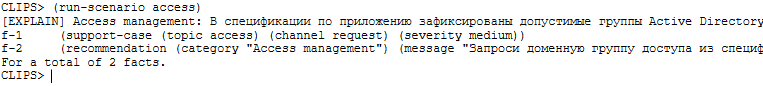 CLIPS> (run-scenario access)
[EXPLAIN] Access management: В спецификации по приложению зафиксированы допустимые группы Active Directory
f-1     (support-case (topic access) (channel request) (severity medium))
f-2     (recommendation (category "Access management") (message "Запроси доменную группу доступа из специф
For a total of 2 facts.
CLIPS>